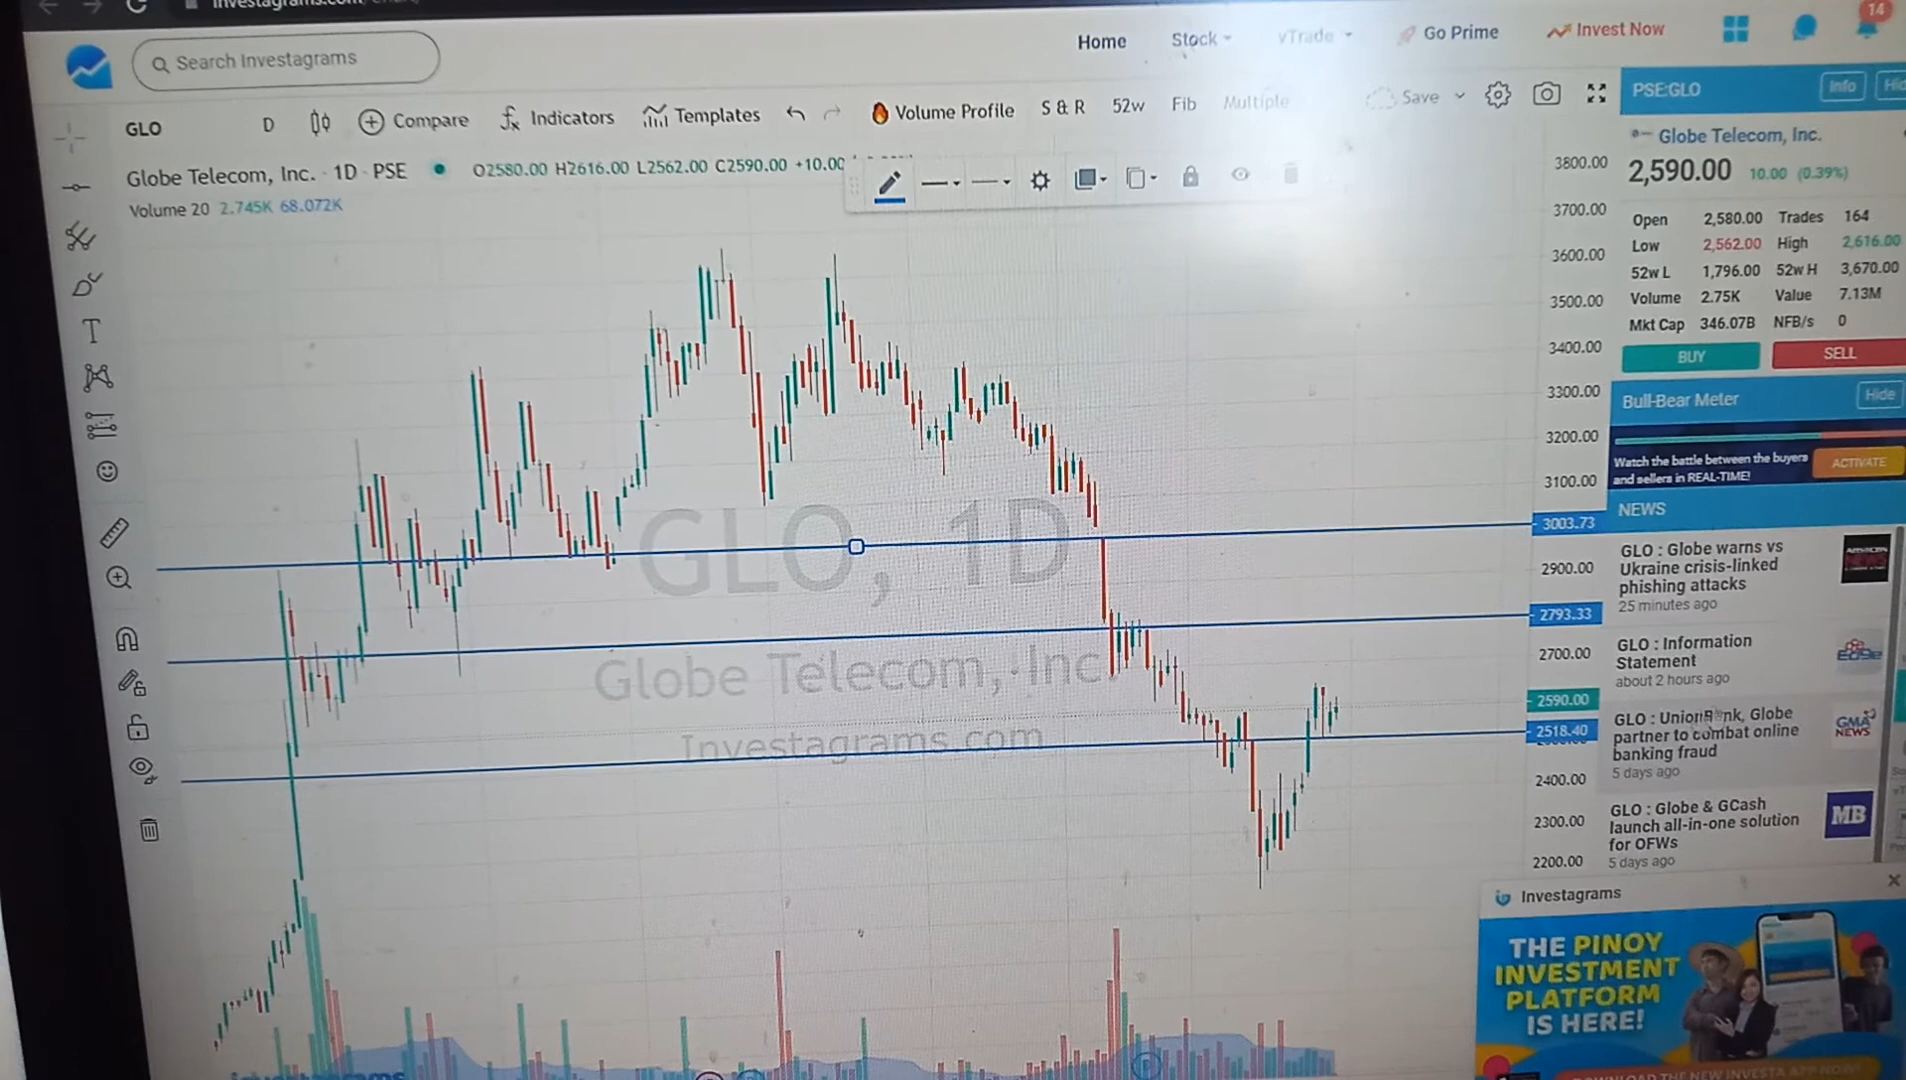 Search Investagrams
Home
Stock
vTrade
Go Prime
Invest Now
14
GLO
D
Compare
Indicators
Templates
Volume Profile
S & R
52w
Fib
Multiple
Save
Globe Telecom, Inc. · 1D · PSE
O2580.00 H2616.00 L2562.00 C2590.00 +10.00
Volume 20 2.745K 68.072K
T
GLO, 1D
Globe Telecom, Inc.
Investagrams.com
3800.00
3700.00
3600.00
3500.00
3400.00
3300.00
3200.00
3100.00
3003.73
2900.00
2793.33
2700.00
2590.00
2518.40
2400.00
2300.00
2200.00
PSE:GLO
Info
Globe Telecom, Inc.
2,590.00 10.00 (0.39%)
Open 2,580.00 Trades 164
Low 2,562.00 High 2,616.00
52w L 1,796.00 52w H 3,670.00
Volume 2.75K Value 7.13M
Mkt Cap 346.07B NFB/s 0
BUY
SELL
Bull-Bear Meter
Hide
Watch the battle between the buyers
and sellers in REAL-TIME!
ACTIVATE
NEWS
GLO : Globe warns vs
Ukraine crisis-linked
phishing attacks
25 minutes ago
GLO : Information
Statement
about 2 hours ago
GLO : UnionBank, Globe
partner to combat online
banking fraud
5 days ago
GMA
NEWS
GLO : Globe & GCash
launch all-in-one solution
for OFWs
5 days ago
MB
Investagrams
THE PINOY
INVESTMENT
PLATFORM
IS HERE!